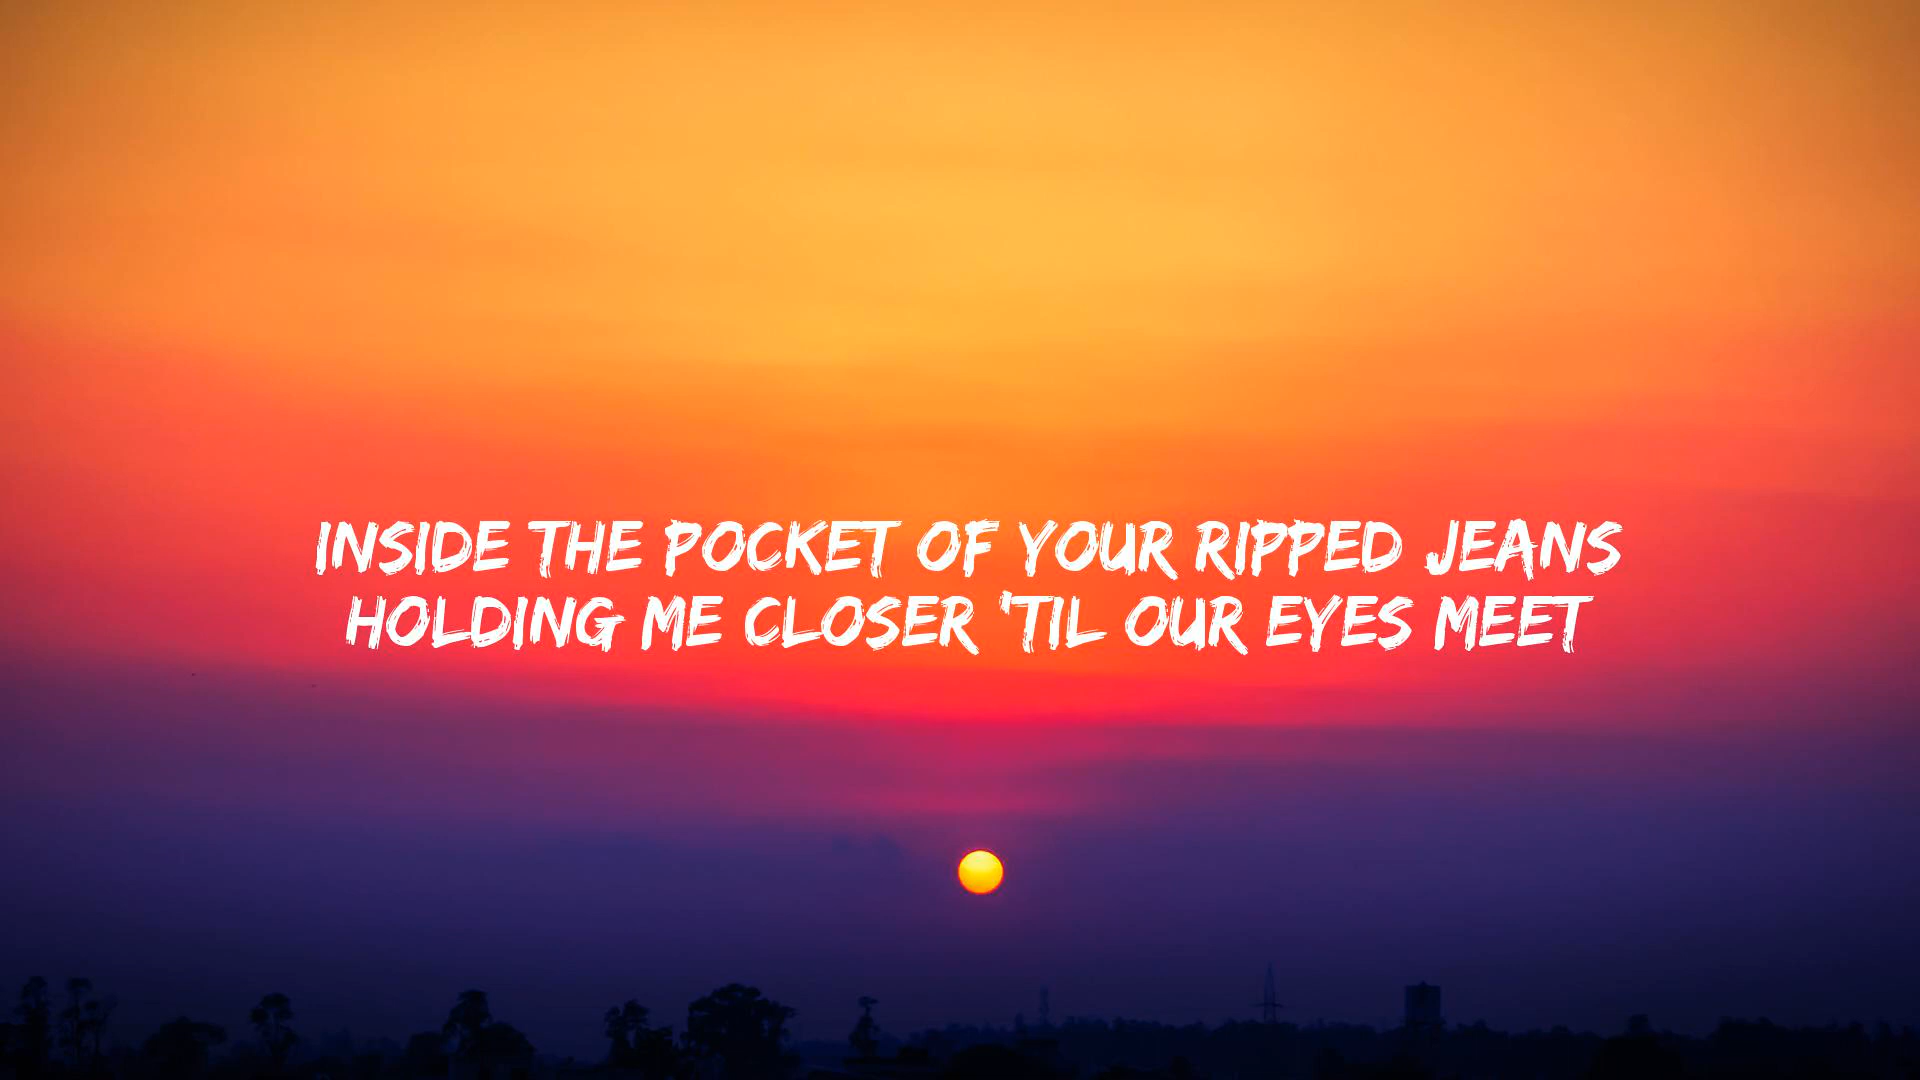 INSIDE THE POCKET OF YOUR RIPPED JEANS
HOLDING ME CLOSER 'TIL OUR EYES MEET